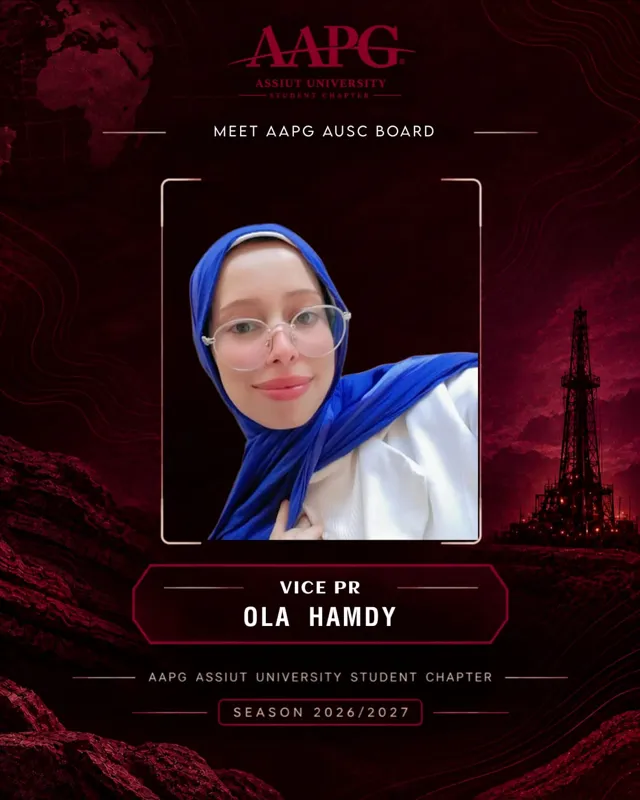 AAPG
ASSIUT UNIVERSITY
STUDENT CHAPTER
MEET AAPG AUSC BOARD
VICE PR
OLA HAMDY
AAPG ASSIUT UNIVERSITY STUDENT CHAPTER
SEASON 2026/2027